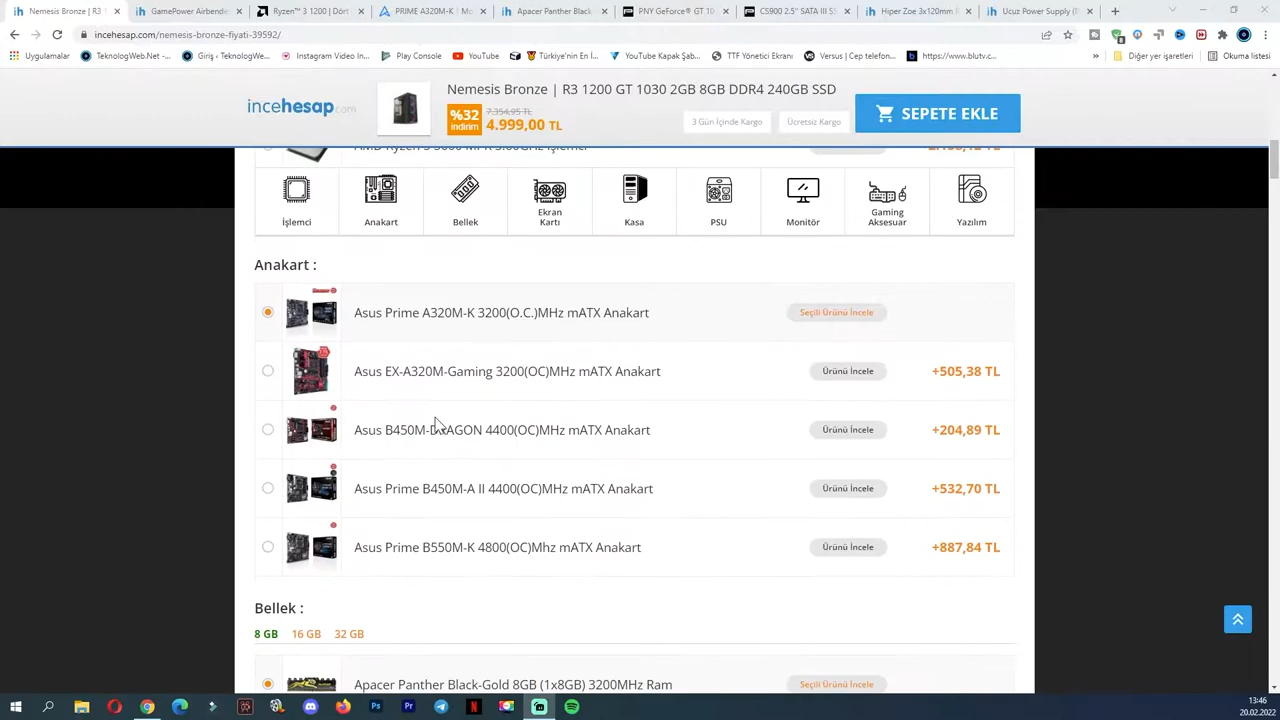 Nemesis Bronze | R3 1
GamePower Airbender
Ryzen™ 3 1200 | Dört
PRIME A320M-K | Mo
Apacer Panther Black
PNY GeForce® GT 10
CS900 2.5'' SATA III SS
Hiper Zoe 3x120mm
Ucuz Power Supply (
incehesap.com/nemesis-bronze-fiyati-39592/
Uygulamalar
TeknologWeb.Net -...
Giriş ‹ TeknologWe...
Instagram Video In...
Play Console
YouTube
Türkiye'nin En İ...
YouTube Kapak Şab...
TTF Yönetici Ekranı
Versus | Cep telefon...
https://www.blutv...
»
Diğer yer işaretleri
Okuma listesi
incehesap.com
Nemesis Bronze | R3 1200 GT 1030 2GB 8GB DDR4 240GB SSD
%32 indirim
7.354,95 TL
4.999,00 TL
3 Gün İçinde Kargo
Ücretsiz Kargo
SEPETE EKLE
İşlemci
Anakart
Bellek
Ekran
Kartı
Kasa
PSU
Monitör
Gaming
Aksesuar
Yazılım
Anakart :
Asus Prime A320M-K 3200(O.C.)MHz mATX Anakart
Seçili Ürünü İncele
Asus EX-A320M-Gaming 3200(OC)MHz mATX Anakart
Ürünü İncele
+505,38 TL
Asus B450M-DRAGON 4400(OC)MHz mATX Anakart
Ürünü İncele
+204,89 TL
Asus Prime B450M-A II 4400(OC)MHz mATX Anakart
Ürünü İncele
+532,70 TL
Asus Prime B550M-K 4800(OC)Mhz mATX Anakart
Ürünü İncele
+887,84 TL
Bellek :
8 GB 16 GB 32 GB
Apacer Panther Black-Gold 8GB (1x8GB) 3200MHz Ram
Seçili Ürünü İncele
13:46
20.02.2022